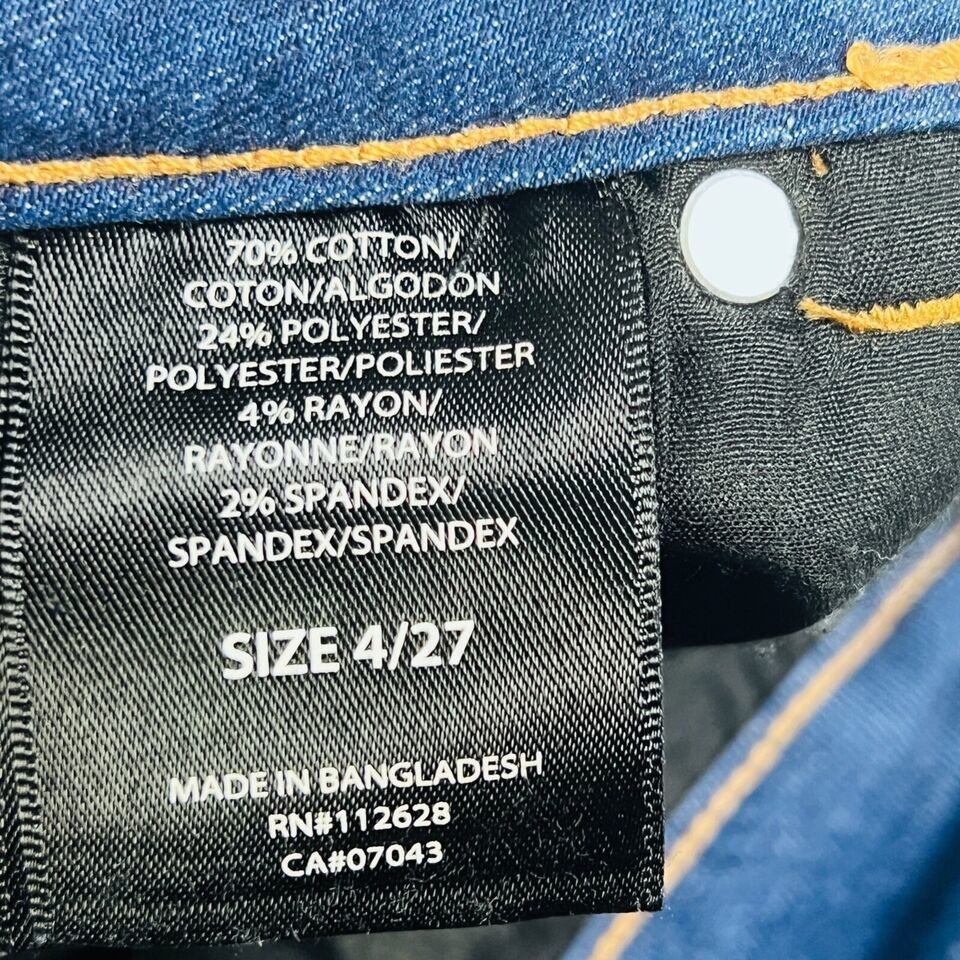 70% COTTON/
COTON/ALGODON
24% POLYESTER/
POLYESTER/POLIESTER
4% RAYON/
RAYONNE/RAYON
2% SPANDEX/
SPANDEX/SPANDEX
SIZE 4/27
MADE IN BANGLADESH
RN#112628
CA#07043